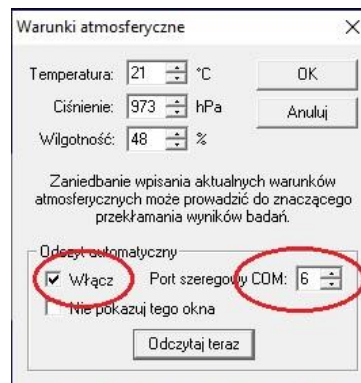 Warunki atmosferyczne
Temperatura: 21 °C OK
Ciśnienie: 973 hPa Anuluj
Wilgotność: 48 %
Zaniedbanie wpisania aktualnych warunków
atmosferycznych może prowadzić do znaczącego
przekłamania wyników badań.
Odczyt automatyczny
Włącz Port szeregowy COM: 6
Nie pokazuj tego okna
Odczytaj teraz